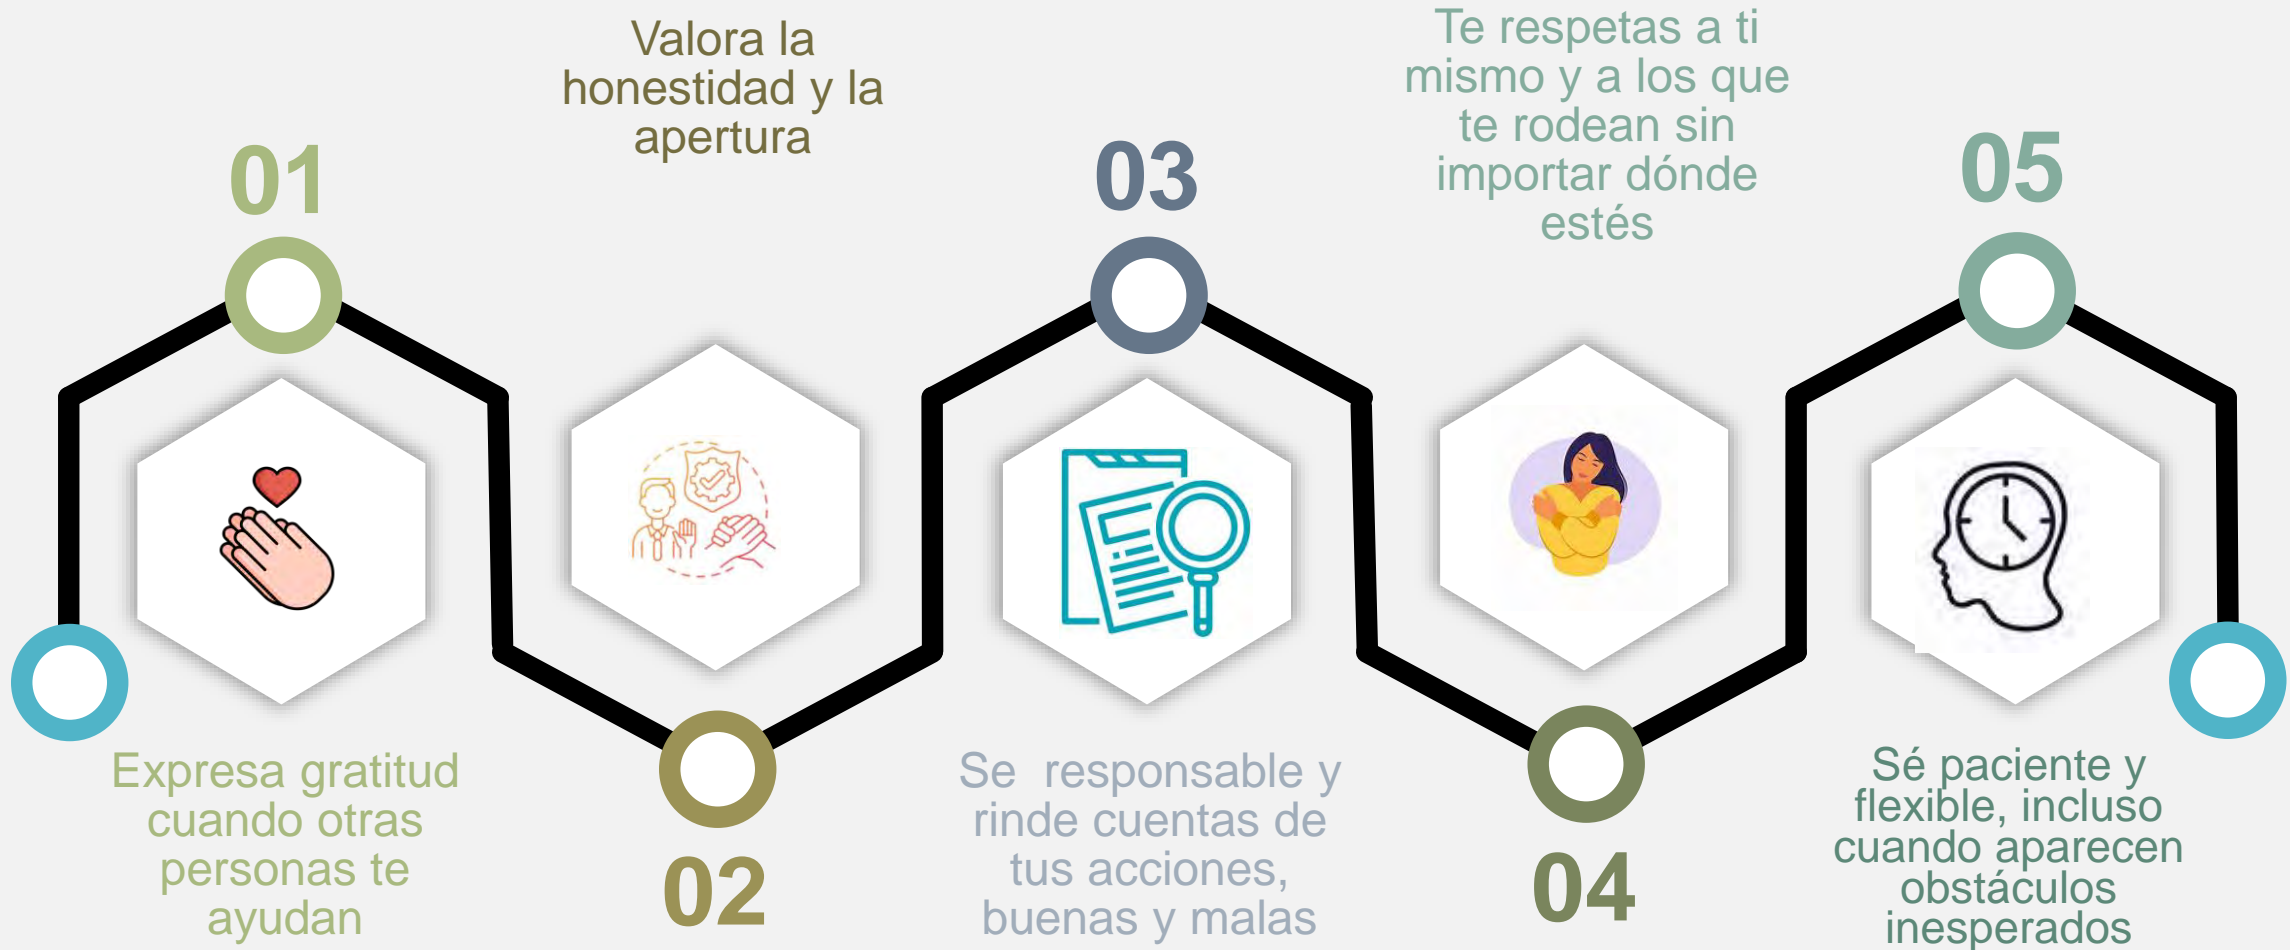 01
Expresa gratitud
cuando otras
personas te
ayudan
Valora la
honestidad y la
apertura
02
03
Se  responsable y
rinde cuentas de
tus acciones,
buenas y malas
Te respetas a ti
mismo y a los que
te rodean sin
importar dónde
estés
04
05
Sé paciente y
flexible, incluso
cuando aparecen
obstáculos
inesperados